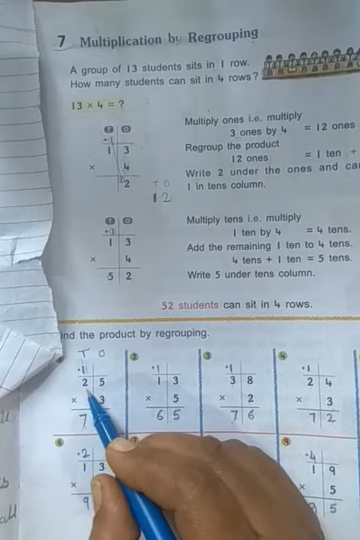 7 Multiplication by Regrouping
A group of 13 students sits in 1 row.
How many students can sit in 4 rows?
13 × 4 = ?
T O
+1
1 3
× 4
12
T O
1 2
Multiply ones i.e. multiply
3 ones by 4 = 12 ones
Regroup the product
12 ones = 1 ten +
Write 2 under the ones and ca
1 in tens column.
T O
+1
1 3
× 4
5 2
Multiply tens i.e. multiply
1 ten by 4 = 4 tens.
Add the remaining 1 ten to 4 tens.
4 tens + 1 ten = 5 tens.
Write 5 under tens column.
52 students can sit in 4 rows.
ind the product by regrouping.
T O
+1
2 5
× 3
7
2
+1
1 3
× 5
6 5
3
+1
3 8
× 2
7 6
4
+1
2 4
× 3
7 2
6
+2
1 3
×
9
9
+4
1 9
× 5
5